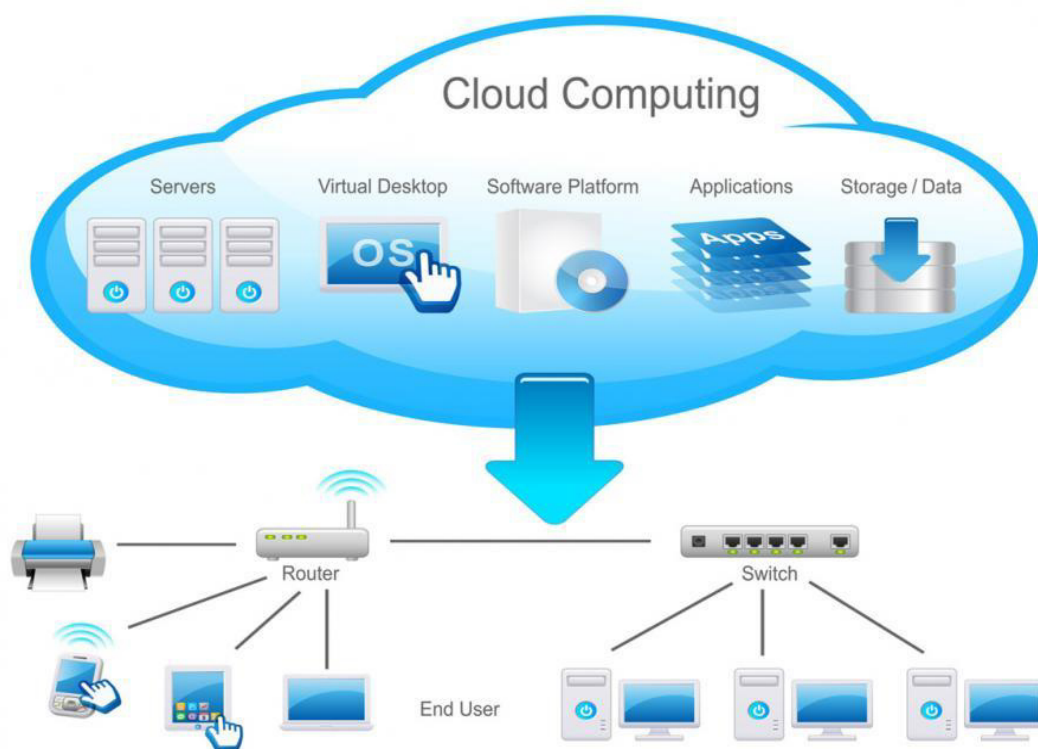 Cloud Computing
Servers
Virtual Desktop
Software Platform
Applications
Storage / Data
OS
Apps
Router
Switch
End User